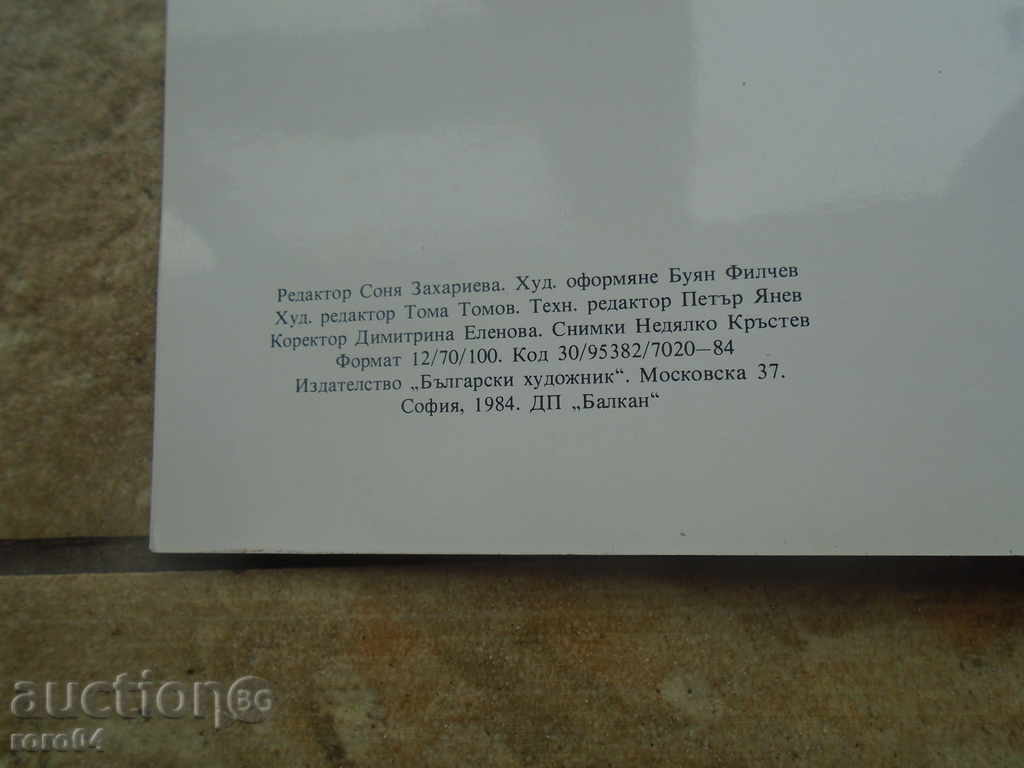 Редактор Соня Захариева. Худ. оформяне Буян Филчев
Худ. редактор Тома Томов. Техн. редактор Петър Янев
Коректор Димитрина Еленова. Снимки Недялко Кръстев
Формат 12/70/100. Код 30/95382/7020—84
Издателство „Български художник“. Московска 37.
София, 1984. ДП „Балкан“
auction BG
roro04